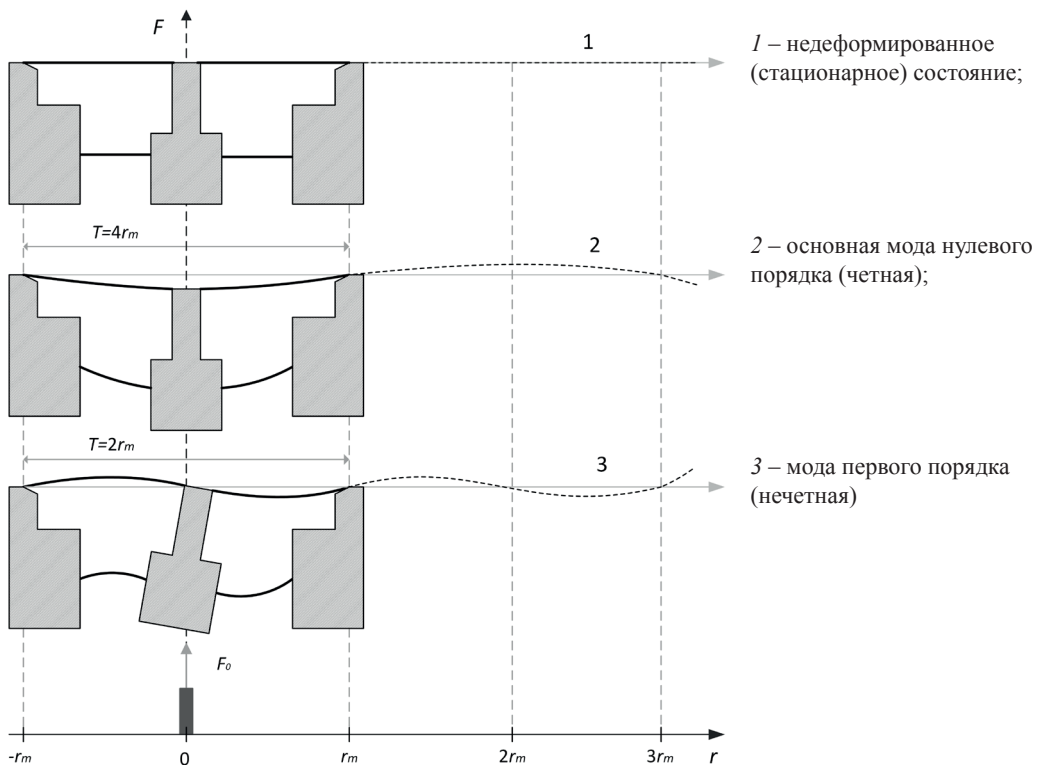 F
1
1 – недеформированное
(стационарное) состояние;
T=4rm
2
2 – основная мода нулевого
порядка (четная);
T=2rm
3
3 – мода первого порядка
(нечетная)
F0
-rm 0 rm 2rm 3rm r